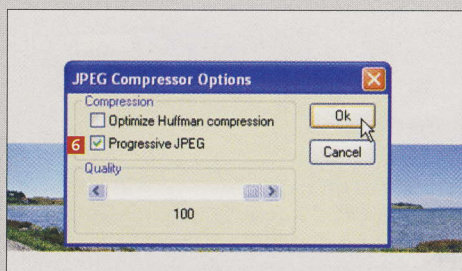 JPEG Compressor Options
Compression
Optimize Huffman compression
Ok
6
Progressive JPEG
Cancel
Quality
100